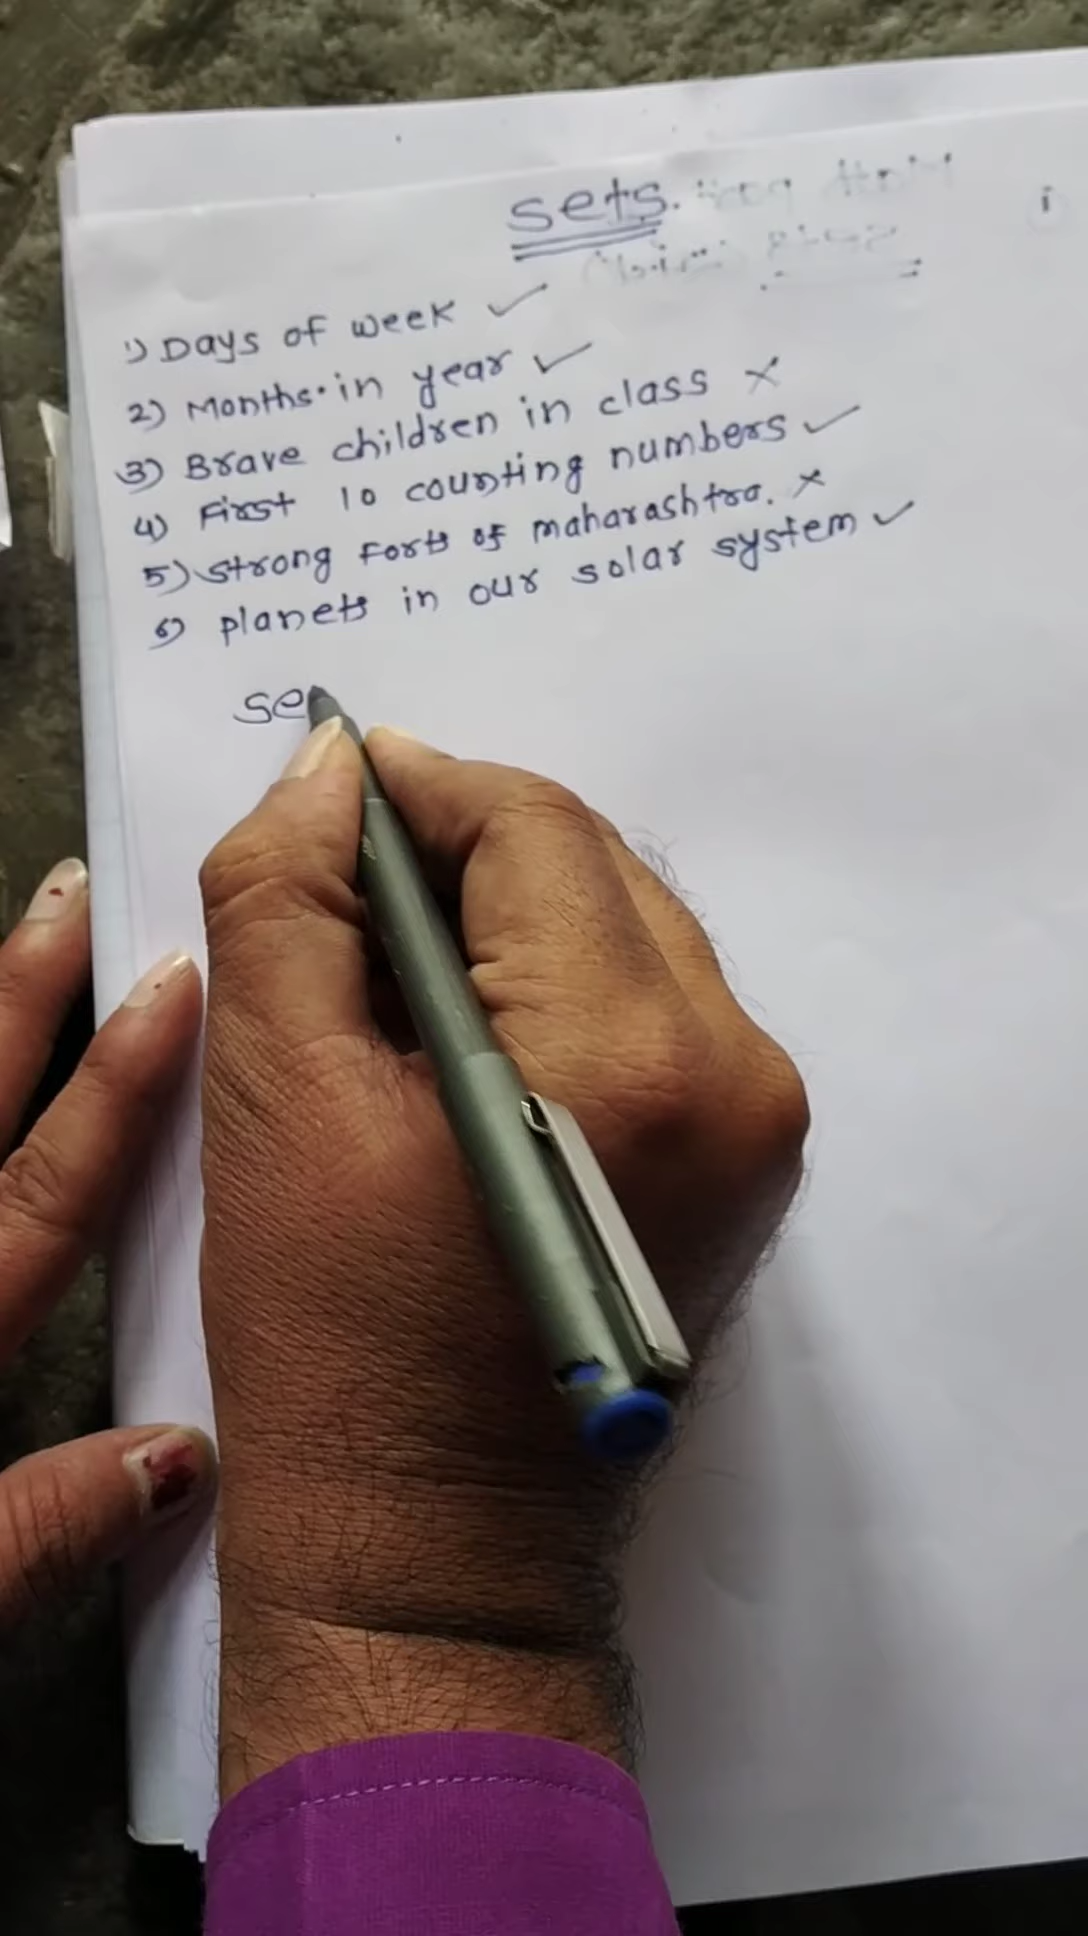 sets.
1) Days of week ✓
2) Months in year ✓
3) Brave children in class ×
4) First 10 counting numbers ✓
5) strong forts of maharashtra. ×
6) planets in our solar system ✓
se